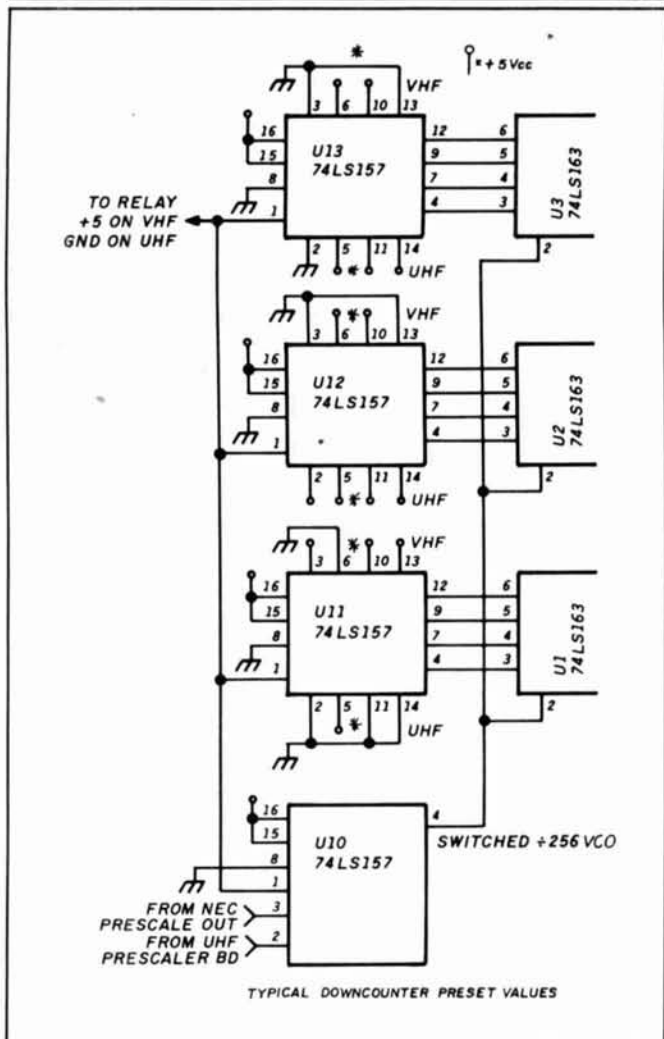 *
* +5 Vcc
VHF
3 6 10 13
16
15
8
1
U13
74LS157
12
9
7
4
6
5
4
3
U3
74LS163
2
TO RELAY
+5 ON VHF
GND ON UHF
2 5 11 14
*
UHF
* VHF
3 6 10 13
16
15
8
1
U12
74LS157
12
9
7
4
6
5
4
3
U2
74LS163
2
2 5 11 14
* UHF
* VHF
3 6 10 13
16
15
8
1
U11
74LS157
12
9
7
4
6
5
4
3
U1
74LS163
2
2 5 11 14
* UHF
16
15
8
1
3
2
U10
74LS157
4
SWITCHED ÷256 VCO
FROM NEC
PRESCALE OUT
FROM UHF
PRESCALER BD
TYPICAL DOWNCOUNTER PRESET VALUES